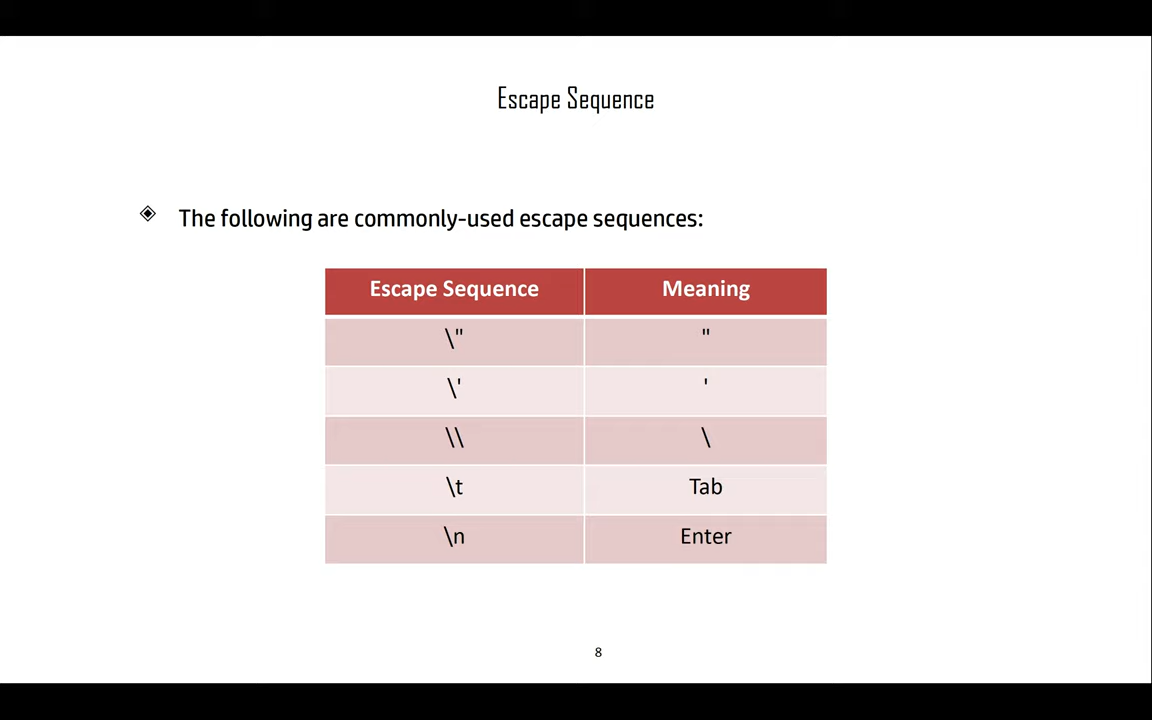 Escape Sequence
The following are commonly-used escape sequences:
Escape Sequence Meaning
\" "
\' '
\\ \
\t Tab
\n Enter
8